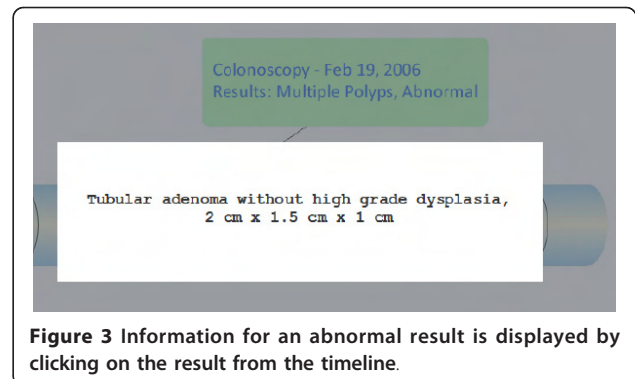 Colonoscopy - Feb 19, 2006
Results: Multiple Polyps, Abnormal
Tubular adenoma without high grade dysplasia,
2 cm x 1.5 cm x 1 cm
Figure 3 Information for an abnormal result is displayed by
clicking on the result from the timeline.